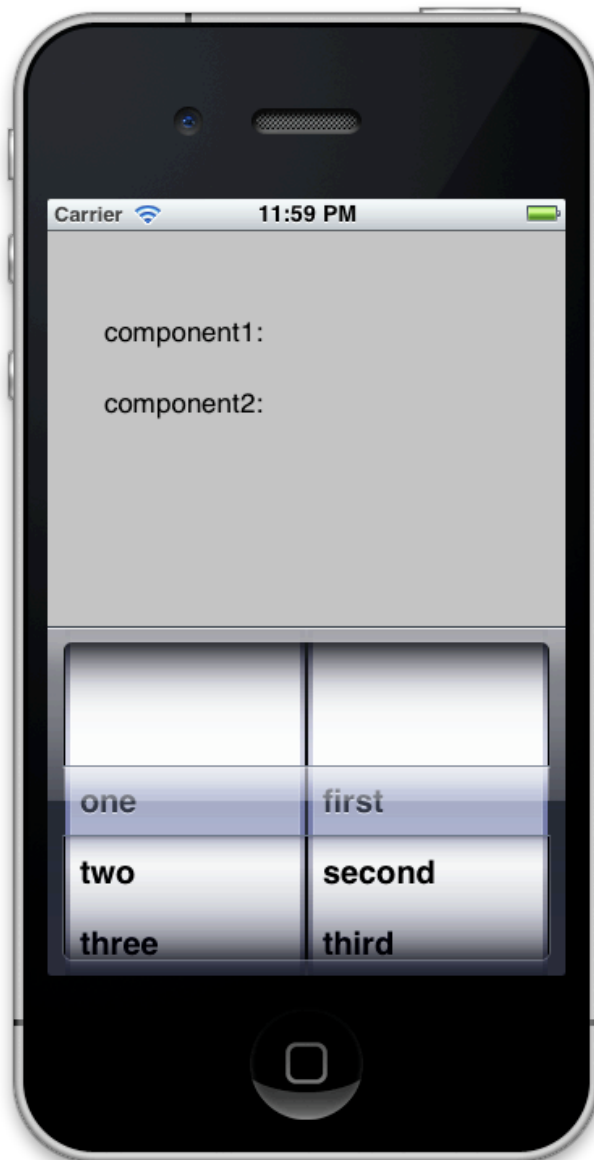 Carrier 11:59 PM
component1:
component2:
one first
two second
three third